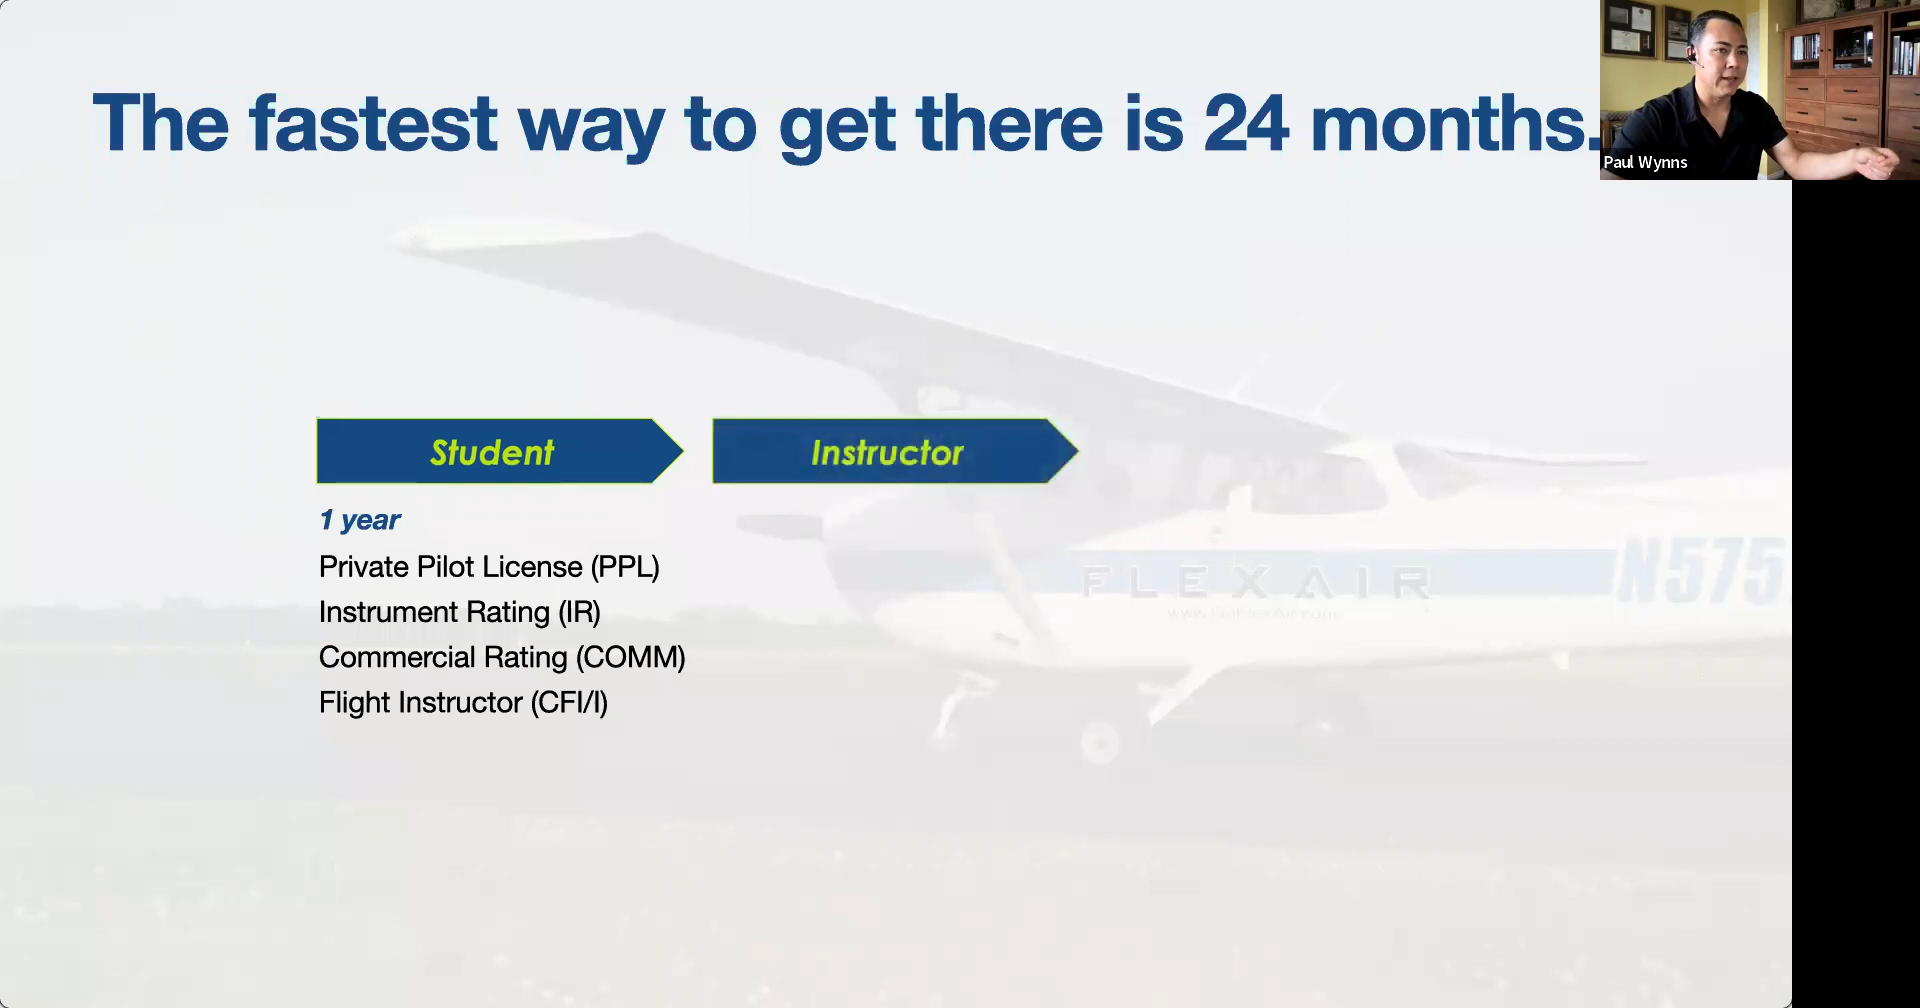 The fastest way to get there is 24 months.
Paul Wynns
Student
Instructor
1 year
Private Pilot License (PPL)
Instrument Rating (IR)
Commercial Rating (COMM)
Flight Instructor (CFI/I)
FLEXAIR
N575